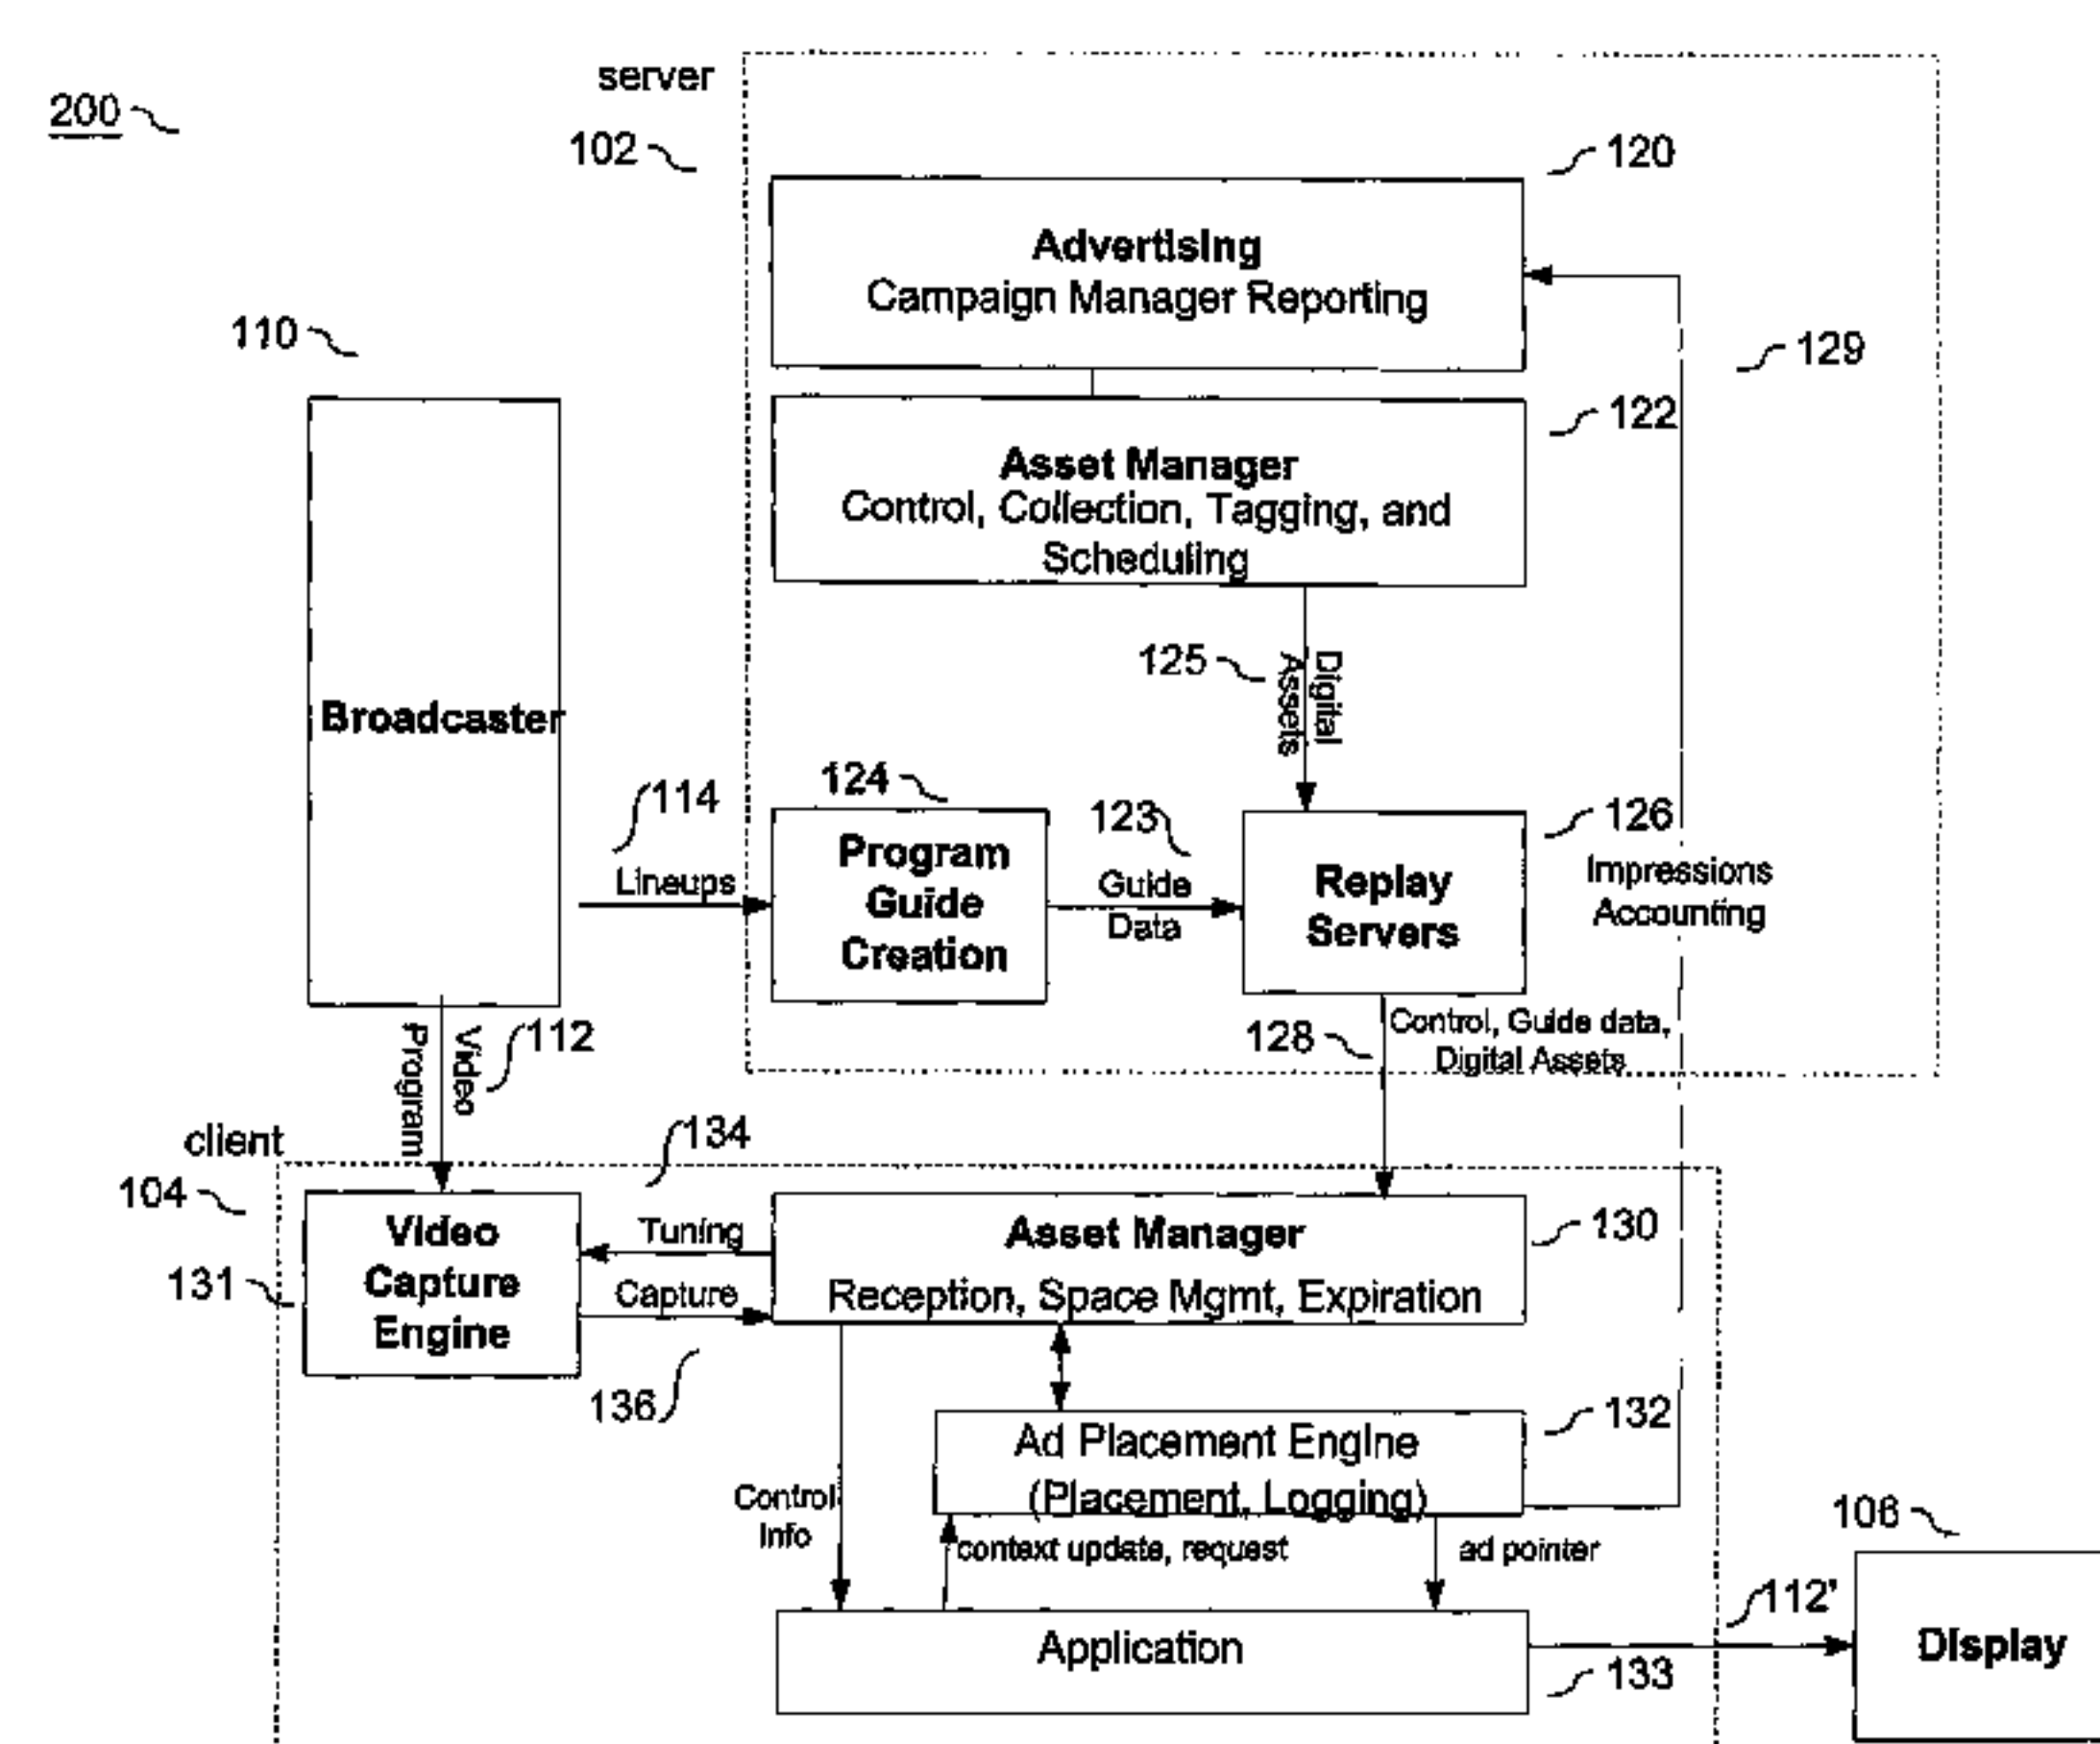 200
server
102
120
Advertising
Campaign Manager Reporting
110
129
122
Asset Manager
Control, Collection, Tagging, and
Scheduling
125
Digital
Assets
Broadcaster
114
Lineups
124
Program
Guide
Creation
123
Guide
Data
126
Replay
Servers
Impressions
Accounting
Video
Program
112
128
Control, Guide data,
Digital Assets
client
104
134
131
Video
Capture
Engine
Tuning
Capture
136
Asset Manager
Reception, Space Mgmt, Expiration
130
Ad Placement Engine
(Placement, Logging)
132
Control
Info
context update, request
ad pointer
Application
133
112'
106
Display